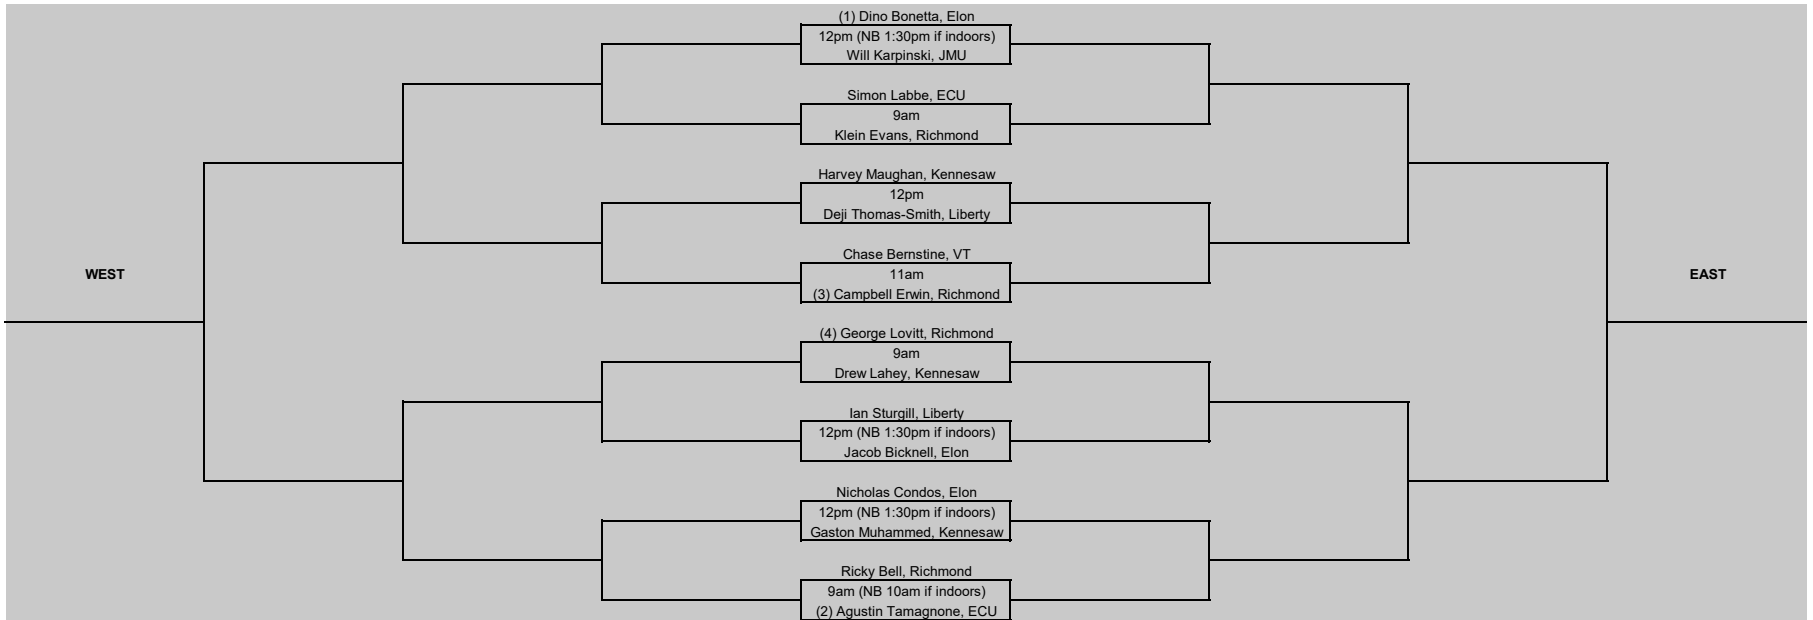 (1) Dino Bonetta, Elon
12pm (NB 1:30pm if indoors)
Will Karpinski, JMU
Simon Labbe, ECU
9am
Klein Evans, Richmond
Harvey Maughan, Kennesaw
12pm
Deji Thomas-Smith, Liberty
Chase Bernstine, VT
WEST
11am
EAST
(3) Campbell Erwin, Richmond
(4) George Lovitt, Richmond
9am
Drew Lahey, Kennesaw
Ian Sturgill, Liberty
12pm (NB 1:30pm if indoors)
Jacob Bicknell, Elon
Nicholas Condos, Elon
12pm (NB 1:30pm if indoors)
Gaston Muhammed, Kennesaw
Ricky Bell, Richmond
9am (NB 10am if indoors)
(2) Agustin Tamagnone, ECU